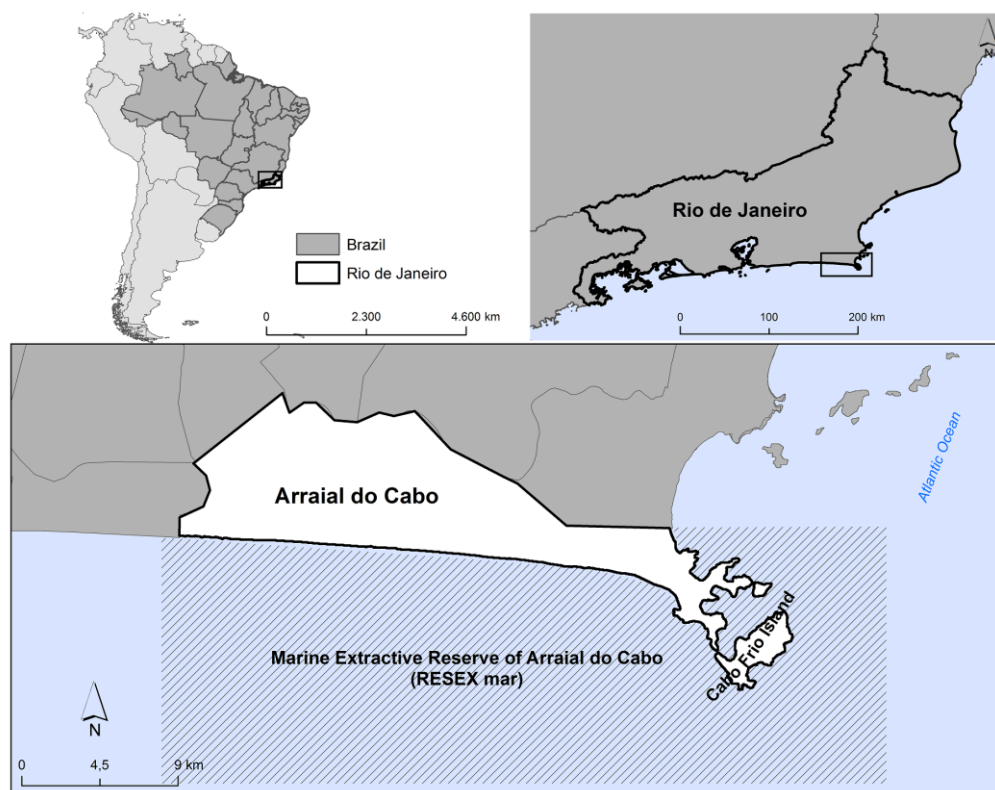 Brazil
Rio de Janeiro
0 2.300 4.600 km
N
Rio de Janeiro
0 100 200 km
Arraial do Cabo
Atlantic Ocean
Cabo Frio Island
Marine Extractive Reserve of Arraial do Cabo
(RESEX mar)
N
0 4,5 9 km